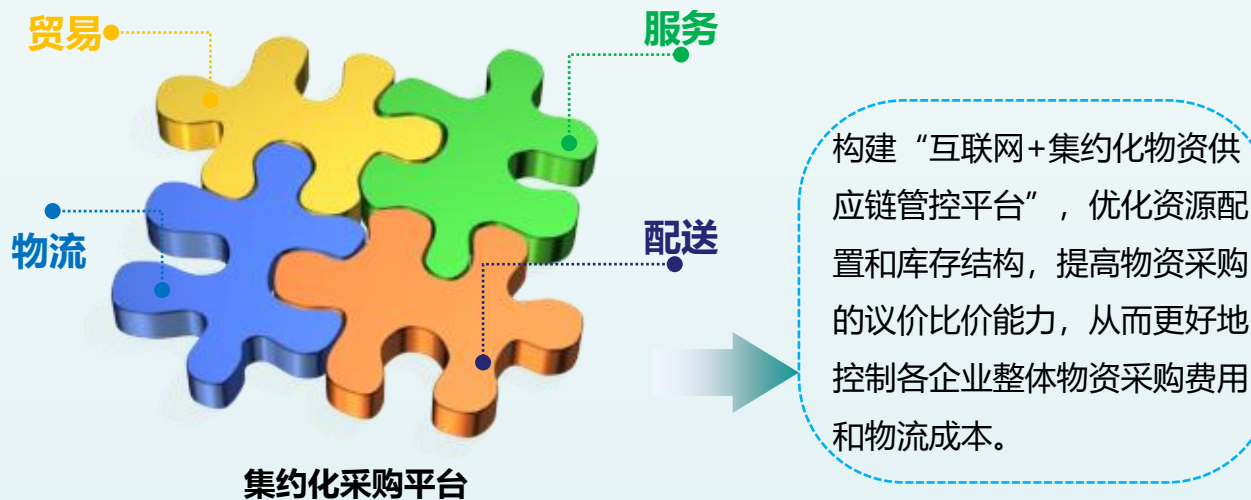 贸易
服务
物流
配送
集约化采购平台
构建“互联网+集约化物资供
应链管控平台”，优化资源配
置和库存结构，提高物资采购
的议价比价能力，从而更好地
控制各企业整体物资采购费用
和物流成本。